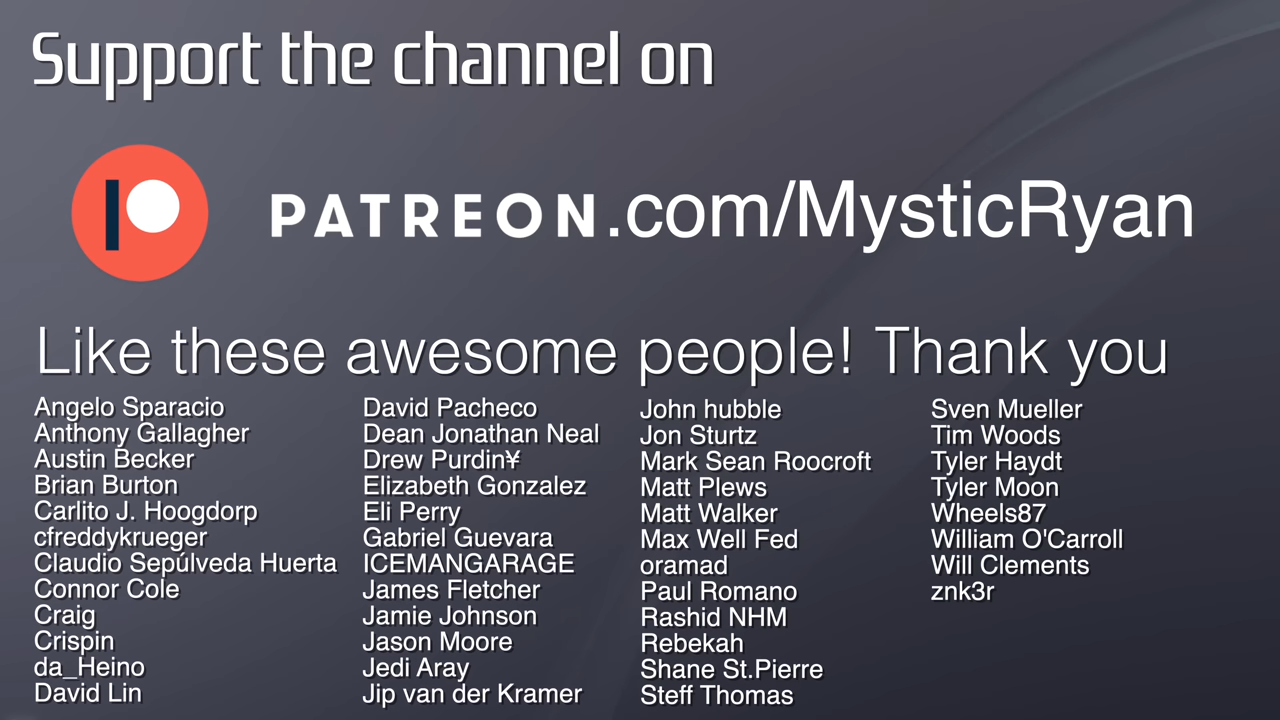 Support the channel on
PATREON.com/MysticRyan
Like these awesome people! Thank you
Angelo Sparacio
Anthony Gallagher
Austin Becker
Brian Burton
Carlito J. Hoogdorp
cfreddykrueger
Claudio Sepúlveda Huerta
Connor Cole
Craig
Crispin
da_Heino
David Lin
David Pacheco
Dean Jonathan Neal
Drew Purdin¥
Elizabeth Gonzalez
Eli Perry
Gabriel Guevara
ICEMANGARAGE
James Fletcher
Jamie Johnson
Jason Moore
Jedi Aray
Jip van der Kramer
John hubble
Jon Sturtz
Mark Sean Roocroft
Matt Plews
Matt Walker
Max Well Fed
oramad
Paul Romano
Rashid NHM
Rebekah
Shane St.Pierre
Steff Thomas
Sven Mueller
Tim Woods
Tyler Haydt
Tyler Moon
Wheels87
William O'Carroll
Will Clements
znk3r